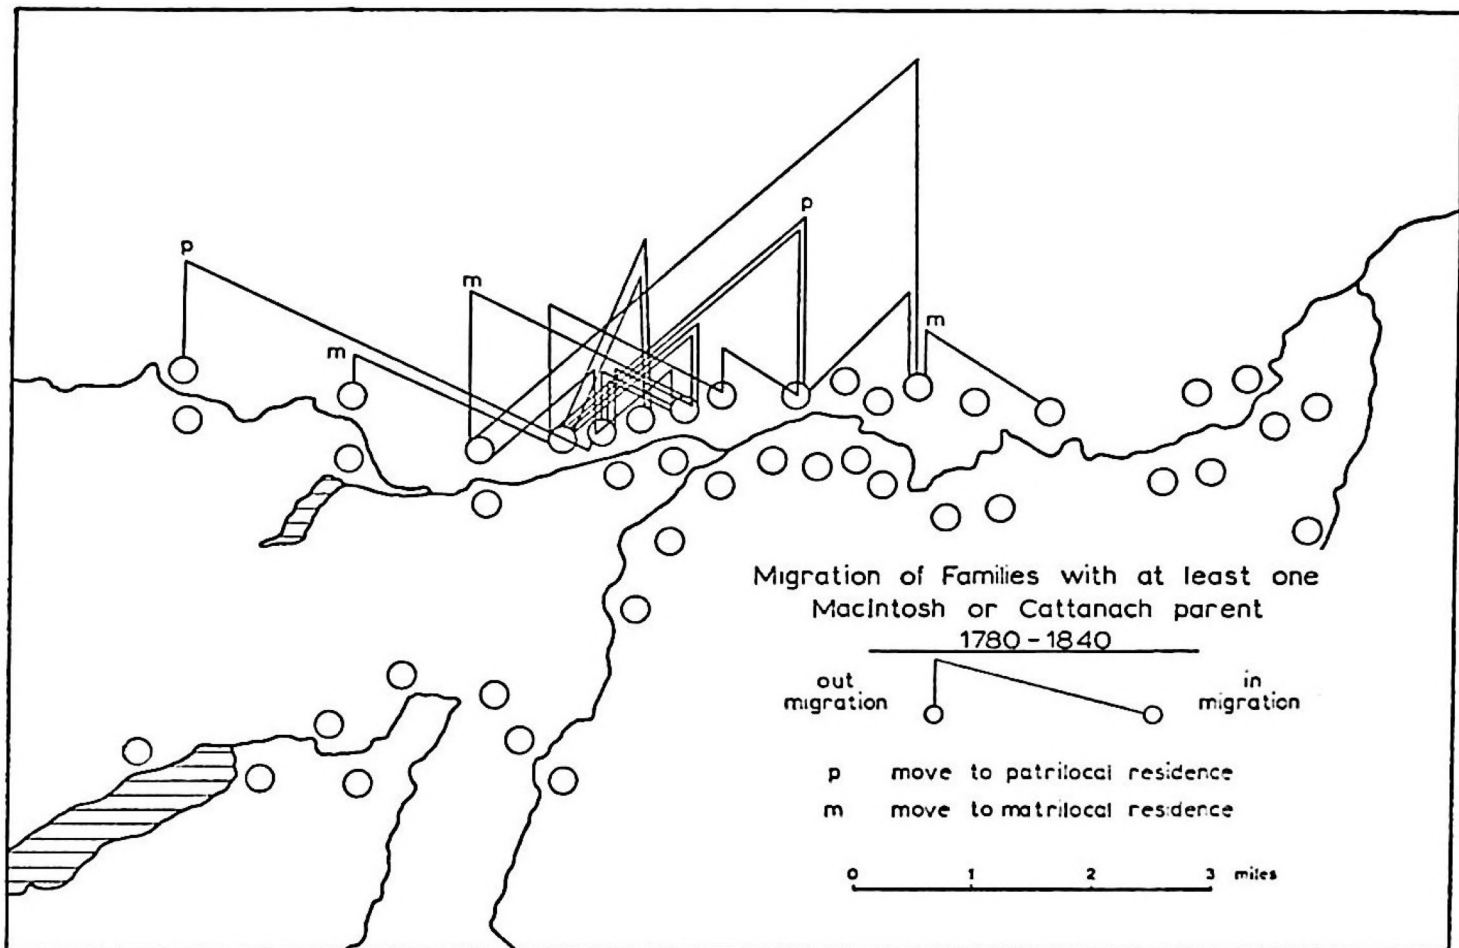 p
p
m
m
m
Migration of Families with at least one
MacIntosh or Cattanach parent
1780-1840
out
migration
in
migration
p move to patrilocal residence
m move to matrilocal residence
0 1 2 3 miles